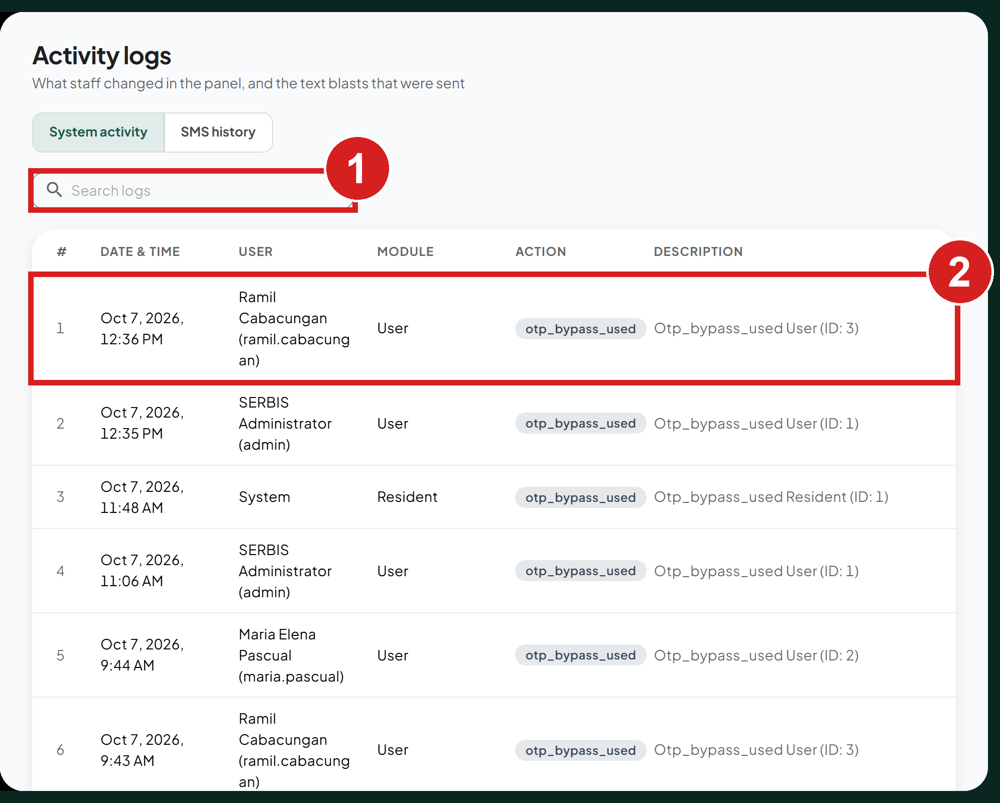 Activity logs
What staff changed in the panel, and the text blasts that were sent
System activity
SMS history
1
Search logs
# DATE & TIME USER MODULE ACTION DESCRIPTION
2
1
Oct 7, 2026,
12:36 PM
Ramil
Cabacungan
(ramil.cabacung
an)
User
otp_bypass_used
Otp_bypass_used User (ID: 3)
2
Oct 7, 2026,
12:35 PM
SERBIS
Administrator
(admin)
User
otp_bypass_used
Otp_bypass_used User (ID: 1)
3
Oct 7, 2026,
11:48 AM
System
Resident
otp_bypass_used
Otp_bypass_used Resident (ID: 1)
4
Oct 7, 2026,
11:06 AM
SERBIS
Administrator
(admin)
User
otp_bypass_used
Otp_bypass_used User (ID: 1)
5
Oct 7, 2026,
9:44 AM
Maria Elena
Pascual
(maria.pascual)
User
otp_bypass_used
Otp_bypass_used User (ID: 2)
6
Oct 7, 2026,
9:43 AM
Ramil
Cabacungan
(ramil.cabacung
an)
User
otp_bypass_used
Otp_bypass_used User (ID: 3)